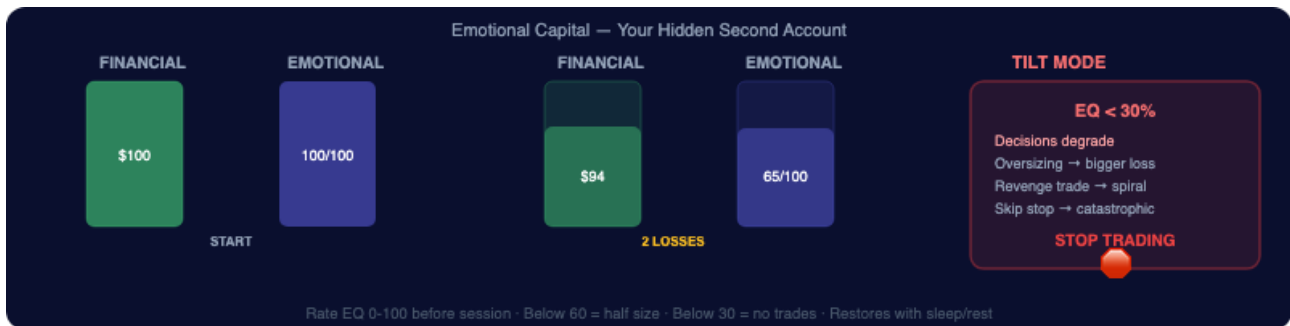 Emotional Capital — Your Hidden Second Account
FINANCIAL
EMOTIONAL
$100
100/100
START
FINANCIAL
EMOTIONAL
$94
65/100
2 LOSSES
TILT MODE
EQ < 30%
Decisions degrade
Oversizing → bigger loss
Revenge trade → spiral
Skip stop → catastrophic
STOP TRADING
Rate EQ 0-100 before session · Below 60 = half size · Below 30 = no trades · Restores with sleep/rest